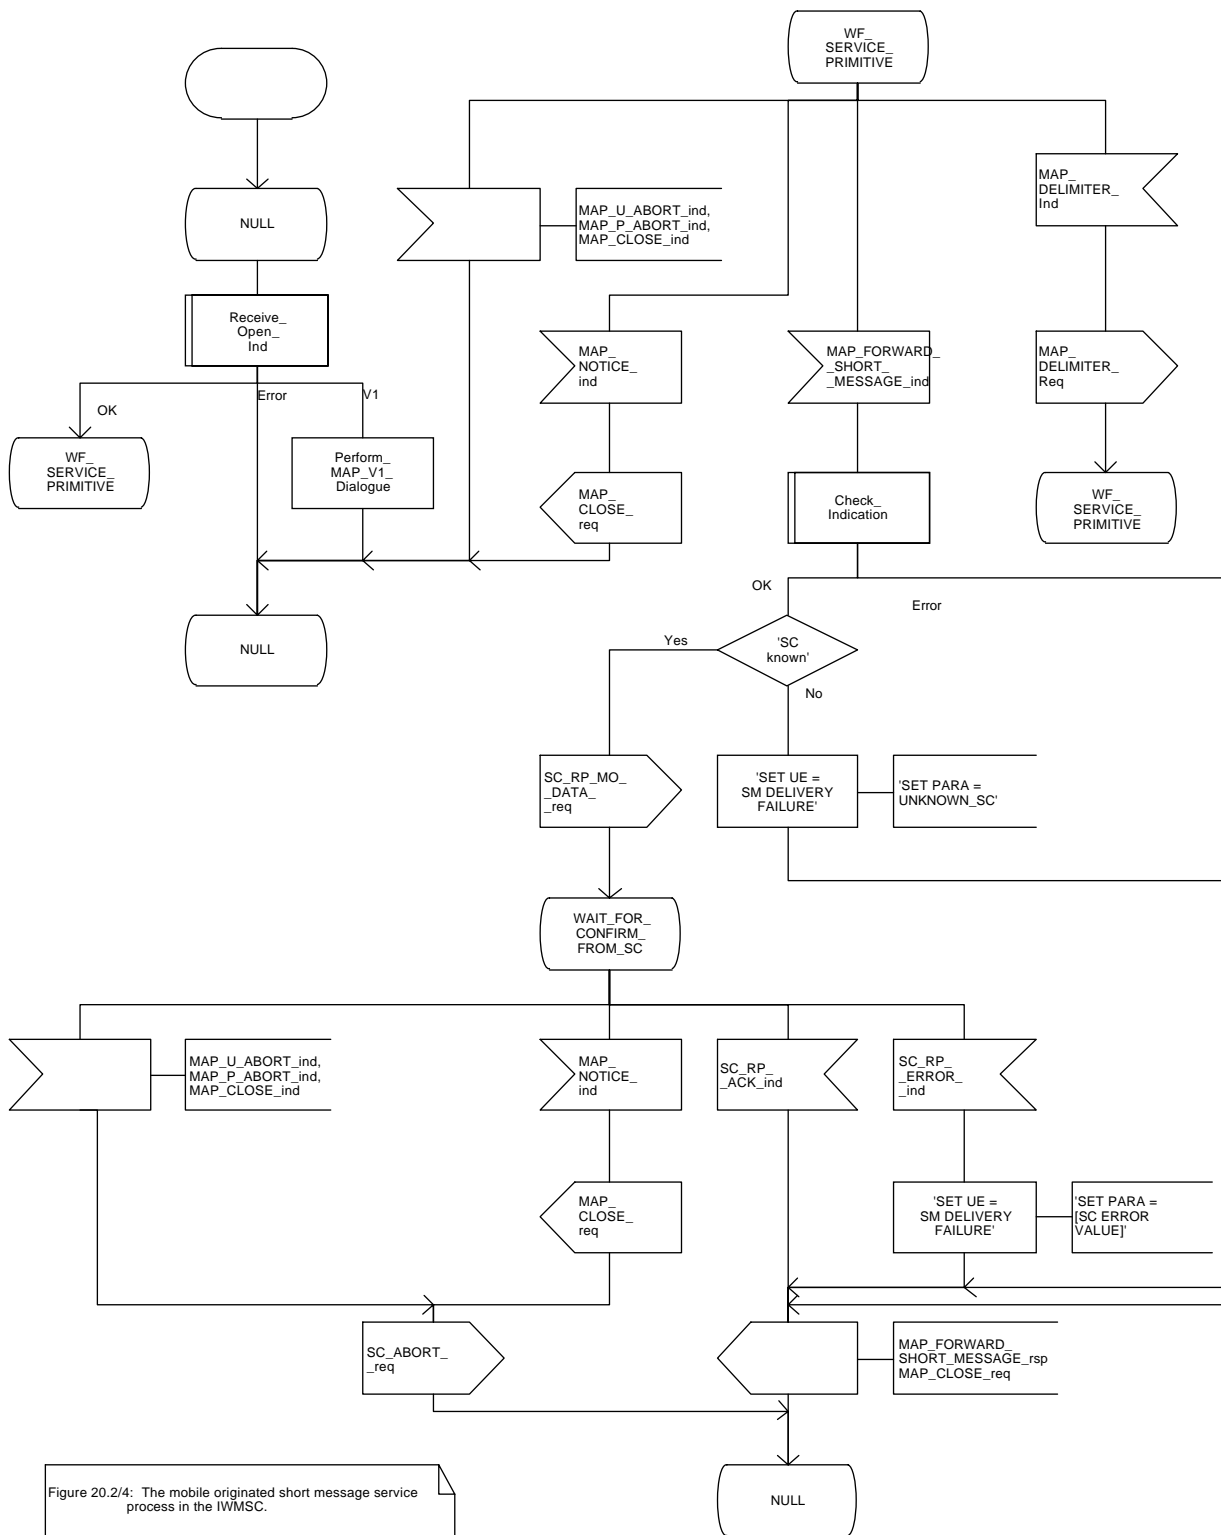 WF_
SERVICE_
PRIMITIVE
MAP_
DELIMITER_
Ind
NULL
MAP_U_ABORT_ind,
MAP_P_ABORT_ind,
MAP_CLOSE_ind
Receive_
Open_
Ind
MAP_
NOTICE_
ind
MAP_FORWARD_
_SHORT_
_MESSAGE_ind
MAP_
DELIMITER_
Req
Error
V1
OK
WF_
SERVICE_
PRIMITIVE
Perform_
MAP_V1_
Dialogue
MAP_
CLOSE_
req
Check_
Indication
WF_
SERVICE_
PRIMITIVE
OK
Error
NULL
Yes
'SC
known'
No
SC_RP_MO_
_DATA_
_req
'SET UE =
SM DELIVERY
FAILURE'
'SET PARA =
UNKNOWN_SC'
WAIT_FOR_
CONFIRM_
FROM_SC
MAP_U_ABORT_ind,
MAP_P_ABORT_ind,
MAP_CLOSE_ind
MAP_
NOTICE_
ind
SC_RP_
_ACK_ind
SC_RP_
_ERROR_
_ind
MAP_
CLOSE_
req
'SET UE =
SM DELIVERY
FAILURE'
'SET PARA =
[SC ERROR
VALUE]'
SC_ABORT_
_req
MAP_FORWARD_
SHORT_MESSAGE_rsp
MAP_CLOSE_req
NULL
Figure 20.2/4: The mobile originated short message service
process in the IWMSC.